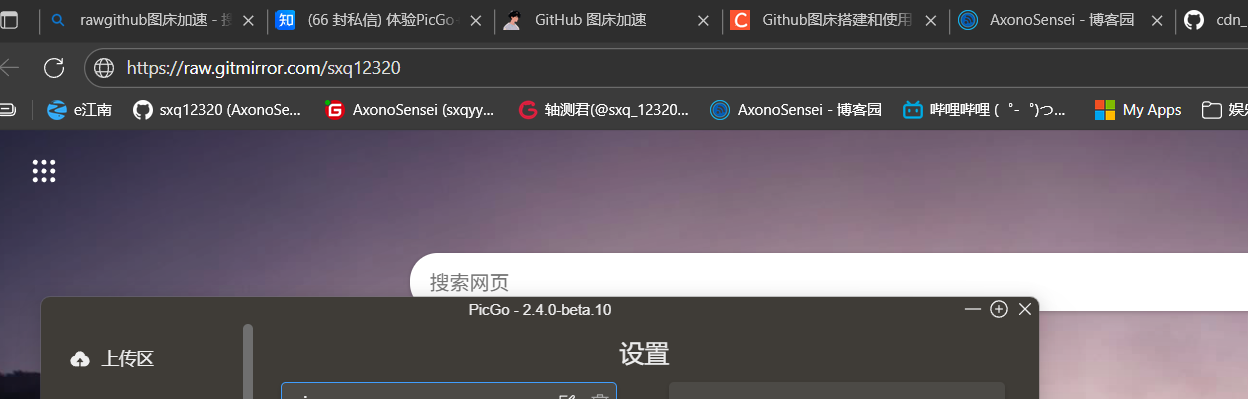 rawgithub图床加速 - 搜
知 (66 封私信) 体验PicGo
GitHub 图床加速
C Github图床搭建和使用
AxonoSensei - 博客园
cdn_
https://raw.gitmirror.com/sxq12320
e江南
sxq12320 (AxonoSe...
G AxonoSensei (sxqyy...
G 轴测君(@sxq_12320...
AxonoSensei - 博客园
哔哩哔哩 (゜-゜)つ...
My Apps
娱乐
搜索网页
PicGo - 2.4.0-beta.10
上传区
设置